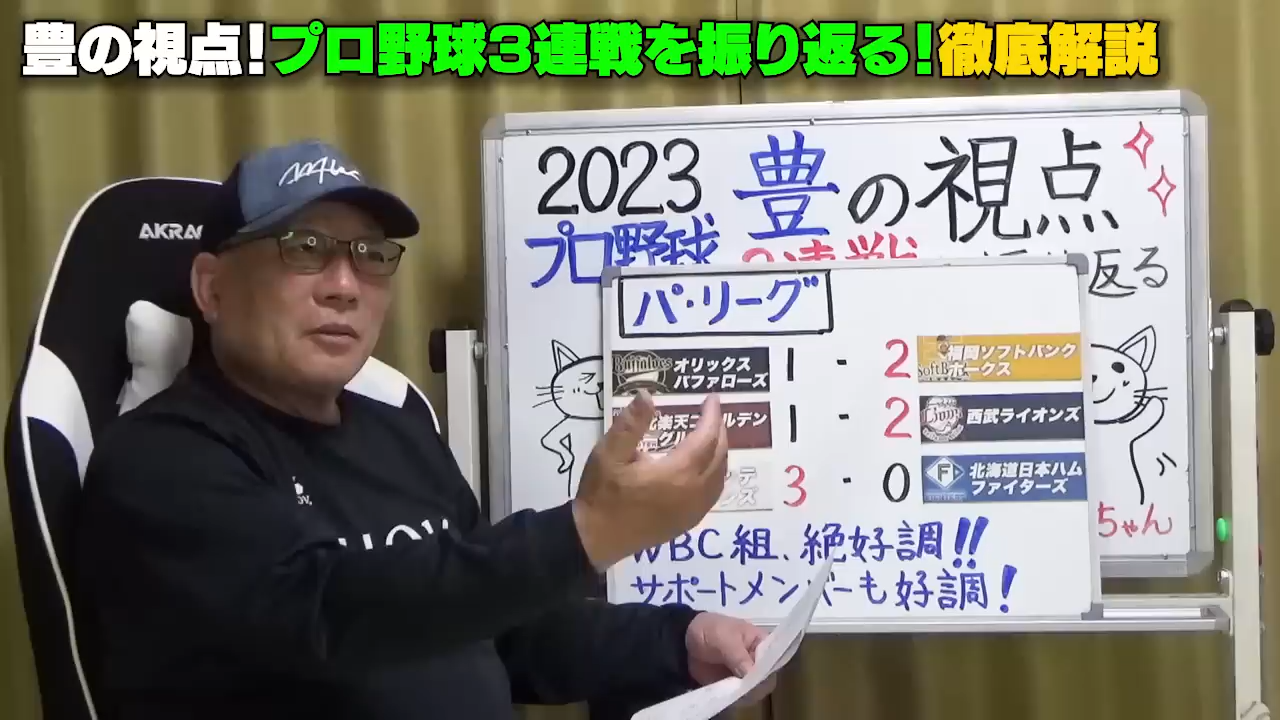 豊の視点!プロ野球3連戦を振り返る!徹底解説
2023 豊の視点
プロ野球
返る
パ・リーグ
オリックス
バファローズ
1 - 2
福岡ソフトバンク
ホークス
1 - 2
西武ライオンズ
3 - 0
北海道日本ハム
ファイターズ
WBC組、絶好調!!
サポートメンバーも好調!
ちゃん